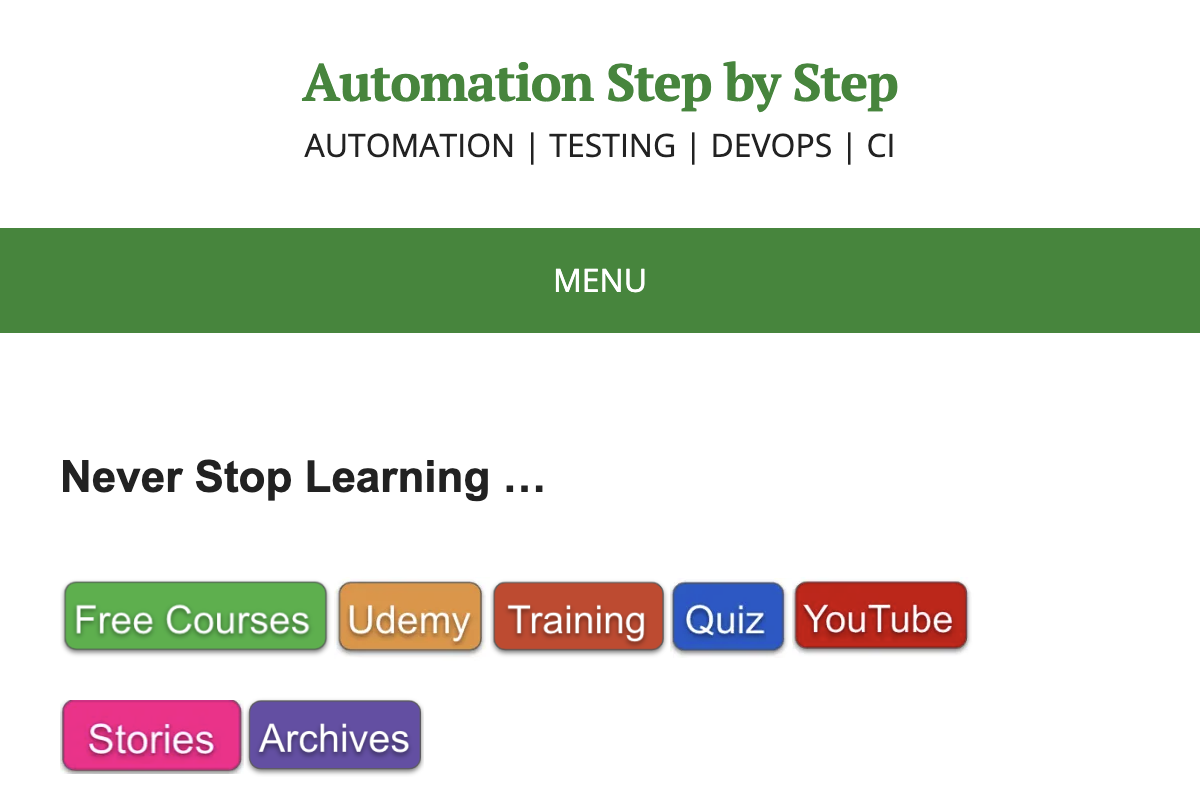 Automation Step by Step
AUTOMATION | TESTING | DEVOPS | CI
MENU
Never Stop Learning …
Free Courses Udemy Training Quiz YouTube
Stories Archives